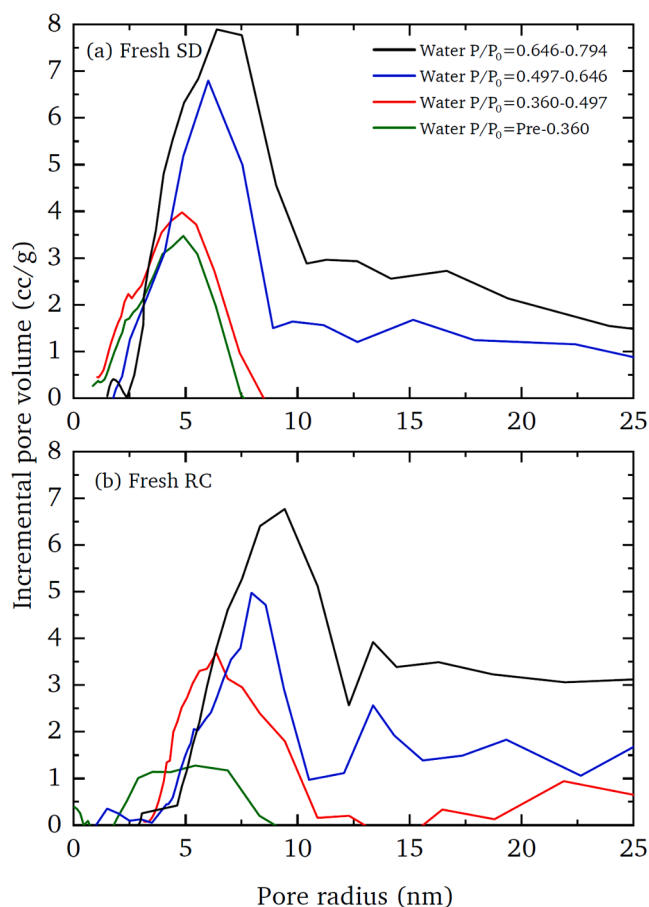 8
7
6
5
4
3
2
1
0
(a) Fresh SD
Water P/P₀=0.646-0.794
Water P/P₀=0.497-0.646
Water P/P₀=0.360-0.497
Water P/P₀=Pre-0.360
0 5 10 15 20 25
Incremental pore volume (cc/g)
8
7
6
5
4
3
2
1
0
(b) Fresh RC
0 5 10 15 20 25
Pore radius (nm)